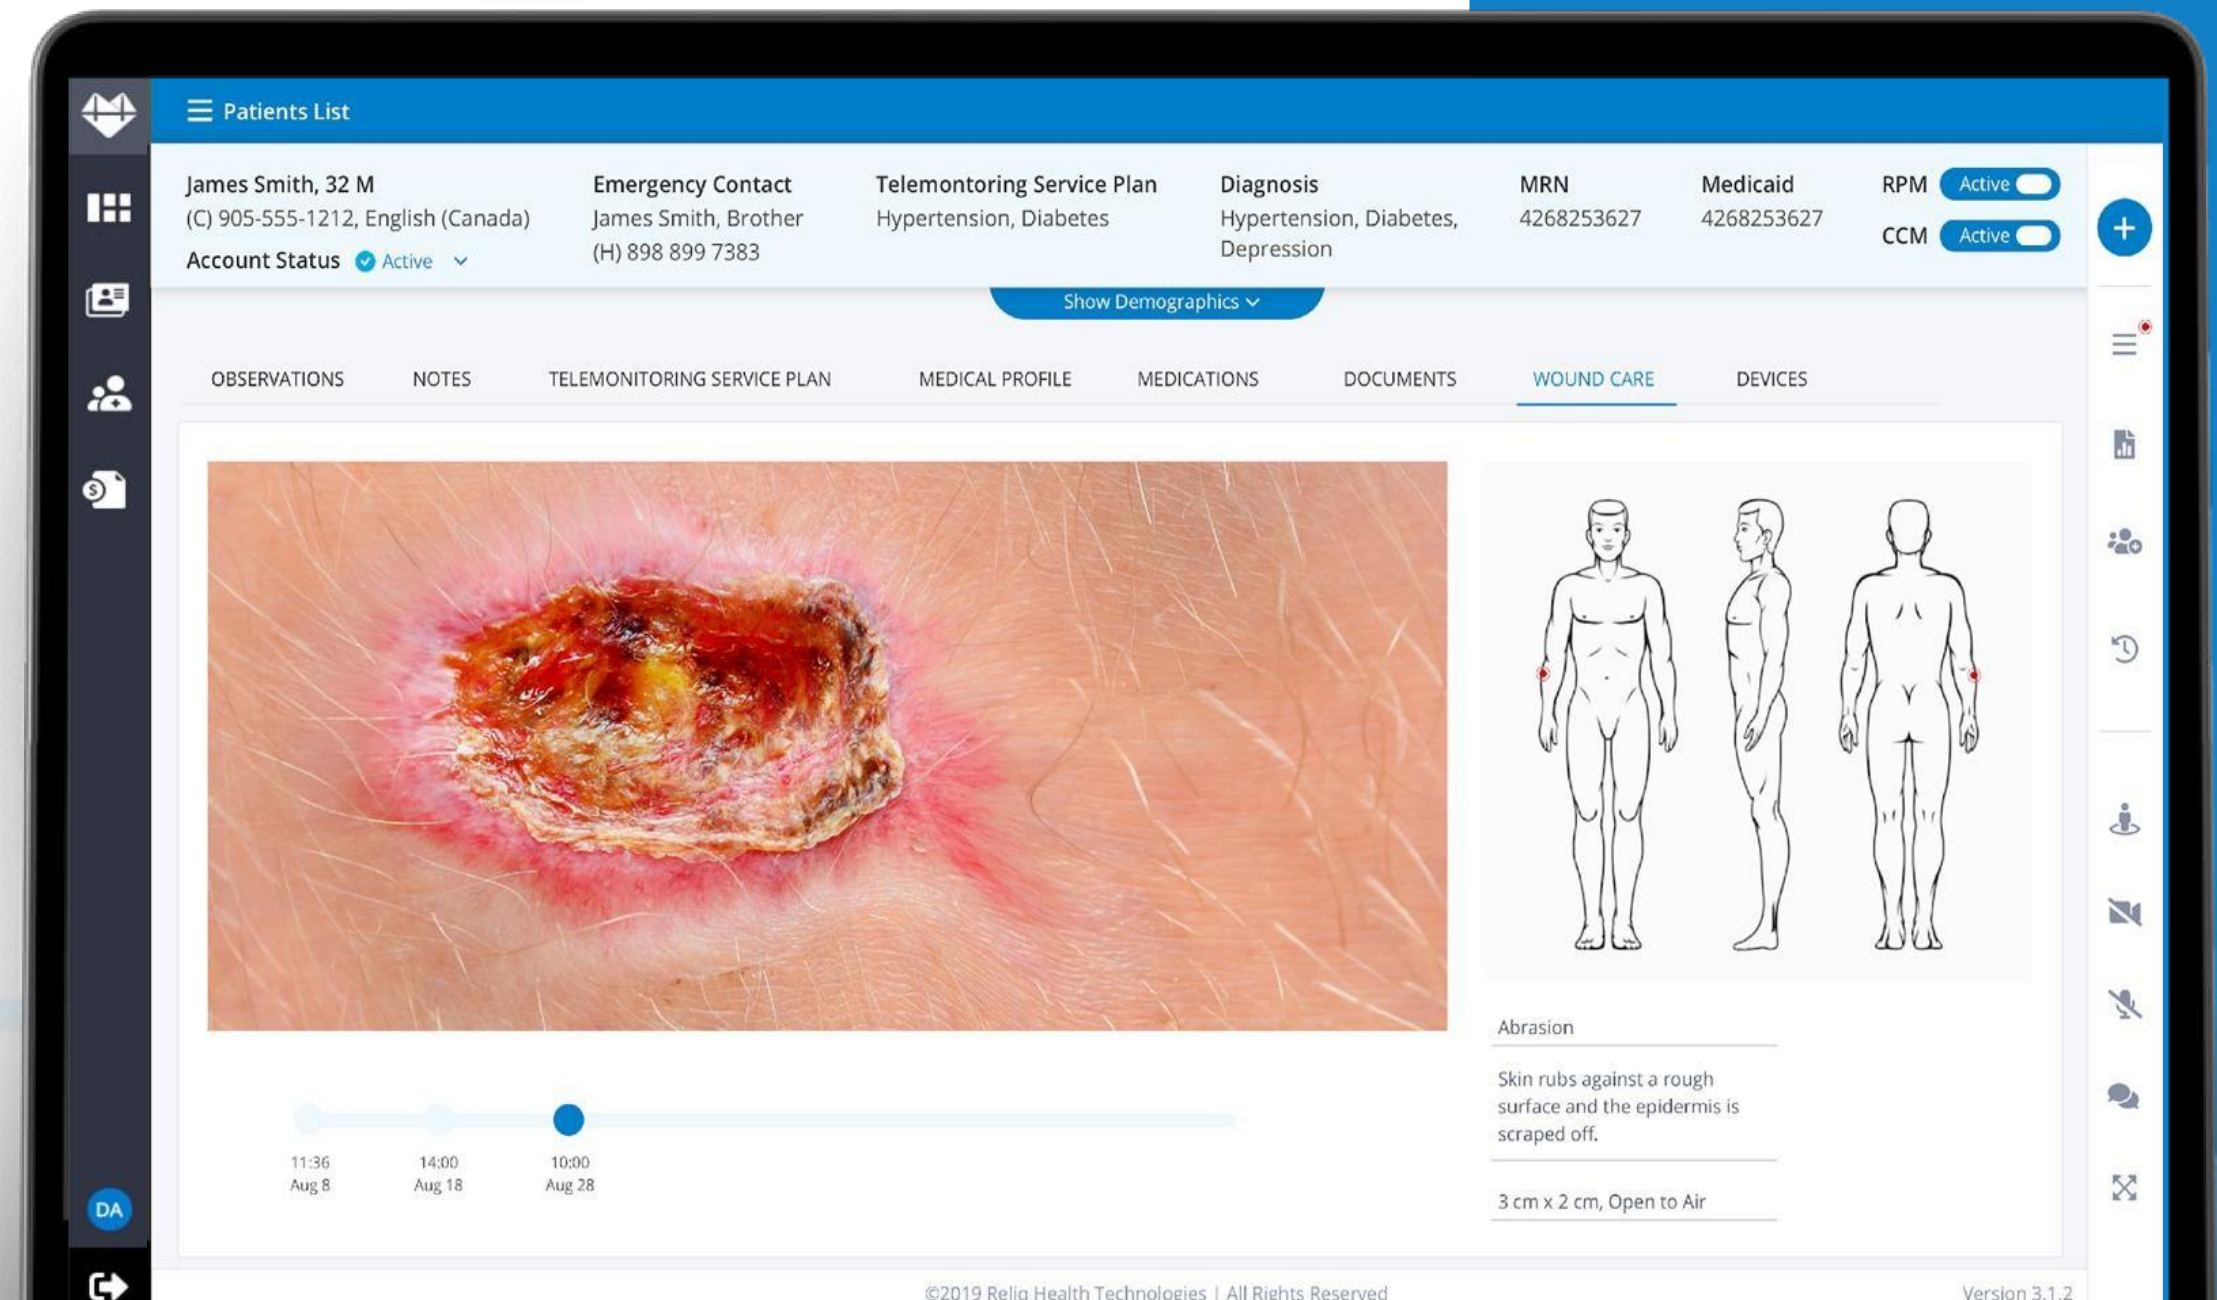 Patients List
James Smith, 32 M
(C) 905-555-1212, English (Canada)
Account Status Active
Emergency Contact
James Smith, Brother
(H) 898 899 7383
Telemontoring Service Plan
Hypertension, Diabetes
Diagnosis
Hypertension, Diabetes,
Depression
MRN
4268253627
Medicaid
4268253627
RPM Active
CCM Active
Show Demographics
OBSERVATIONS NOTES TELEMONITORING SERVICE PLAN MEDICAL PROFILE MEDICATIONS DOCUMENTS WOUND CARE DEVICES
Abrasion
Skin rubs against a rough
surface and the epidermis is
scraped off.
3 cm x 2 cm, Open to Air
11:36 14:00 10:00
Aug 8 Aug 18 Aug 28
DA
©2019 Reliq Health Technologies | All Rights Reserved
Version 3.1.2